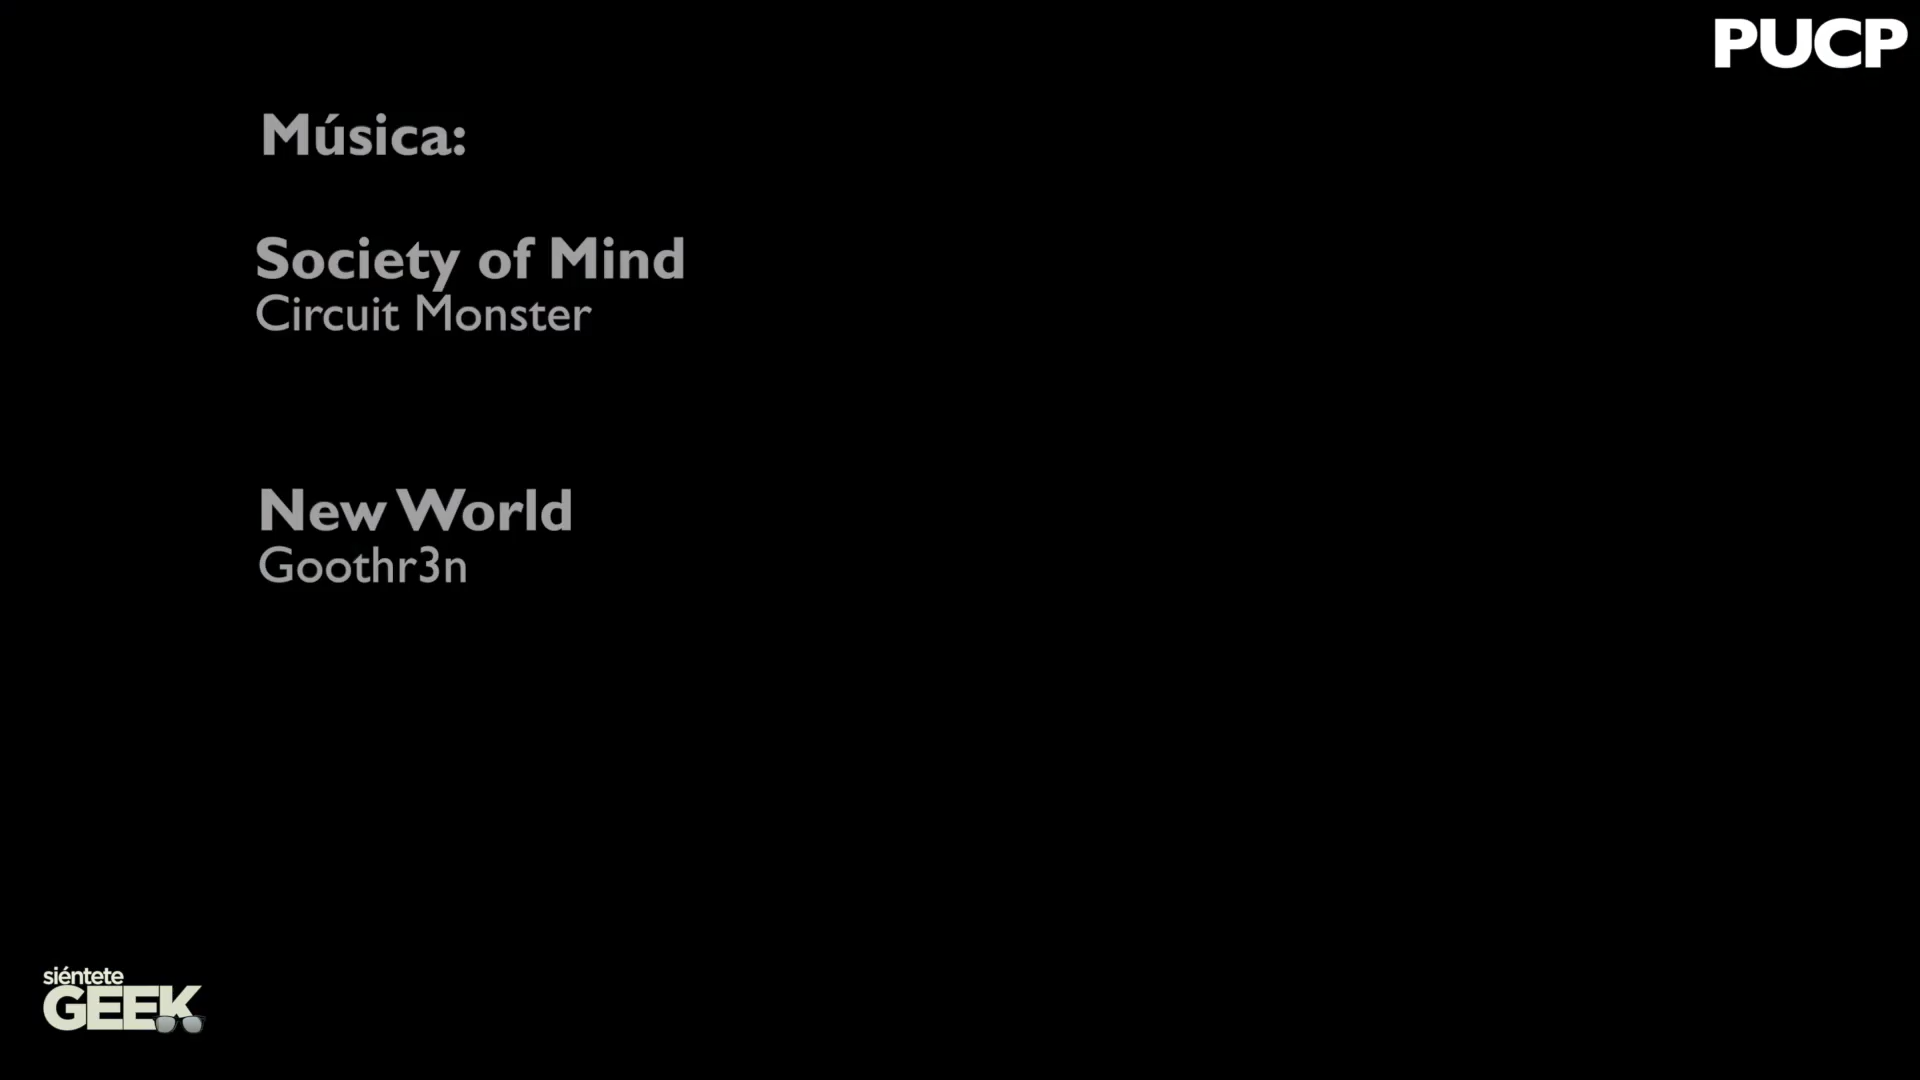 PUCP
Música:
Society of Mind
Circuit Monster
New World
Goothr3n
siéntete
GEEK